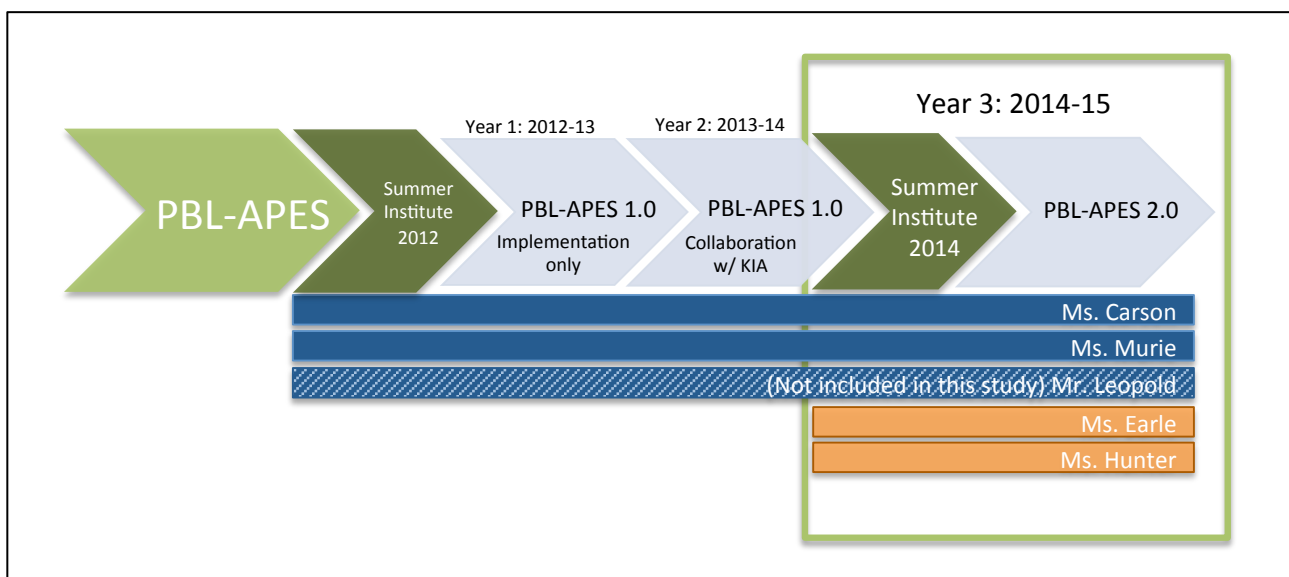 Year 3: 2014-15
Year 1: 2012-13
Year 2: 2013-14
PBL-APES
Summer
Institute
2012
PBL-APES 1.0
Implementation
only
PBL-APES 1.0
Collaboration
w/ KIA
Summer
Institute
2014
PBL-APES 2.0
Ms. Carson
Ms. Murie
(Not included in this study) Mr. Leopold
Ms. Earle
Ms. Hunter